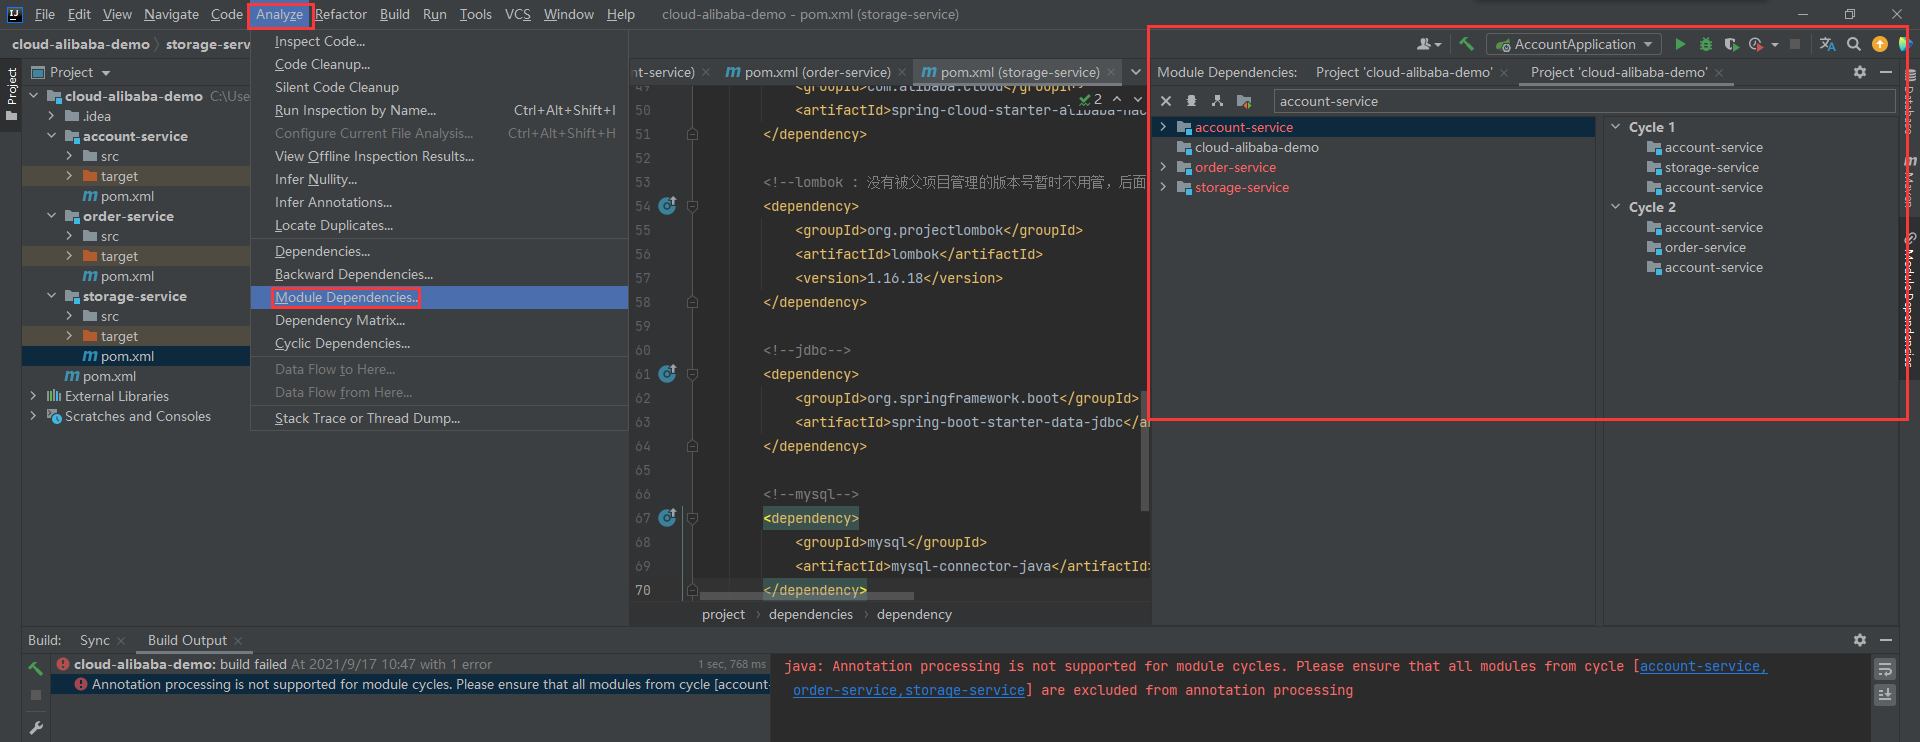 File Edit View Navigate Code Analyze Refactor Build Run Tools VCS Window Help cloud-alibaba-demo - pom.xml (storage-service)
cloud-alibaba-demo storage-serv
AccountApplication
Project
Project
cloud-alibaba-demo C:\Use
.idea
account-service
src
target
pom.xml
order-service
src
target
pom.xml
storage-service
src
target
pom.xml
pom.xml
External Libraries
Scratches and Consoles
Inspect Code...
Code Cleanup...
Silent Code Cleanup
Run Inspection by Name... Ctrl+Alt+Shift+I
Configure Current File Analysis... Ctrl+Alt+Shift+H
View Offline Inspection Results...
Infer Nullity...
Infer Annotations...
Locate Duplicates...
Dependencies...
Backward Dependencies...
Module Dependencies...
Dependency Matrix...
Cyclic Dependencies...
Data Flow to Here...
Data Flow from Here...
Stack Trace or Thread Dump...
nt-service) pom.xml (order-service) pom.xml (storage-service)
2
49 <groupId>com.alibaba.cloud</groupId>
50 <artifactId>spring-cloud-starter-alibaba-nac
51 </dependency>
52
53 <!--lombok : 没有被父项目管理的版本号暂时不用管，后面
54 <dependency>
55 <groupId>org.projectlombok</groupId>
56 <artifactId>lombok</artifactId>
57 <version>1.16.18</version>
58 </dependency>
59
60 <!--jdbc-->
61 <dependency>
62 <groupId>org.springframework.boot</groupId>
63 <artifactId>spring-boot-starter-data-jdbc</a
64 </dependency>
65
66 <!--mysql-->
67 <dependency>
68 <groupId>mysql</groupId>
69 <artifactId>mysql-connector-java</artifactId>
70 </dependency>
project dependencies dependency
Module Dependencies: Project 'cloud-alibaba-demo' Project 'cloud-alibaba-demo'
account-service
account-service
cloud-alibaba-demo
order-service
storage-service
Cycle 1
account-service
storage-service
account-service
Cycle 2
account-service
order-service
account-service
Database
Maven
Module Dependencies
Build: Sync Build Output
cloud-alibaba-demo: build failed At 2021/9/17 10:47 with 1 error 1 sec, 768 ms
Annotation processing is not supported for module cycles. Please ensure that all modules from cycle [account-
java: Annotation processing is not supported for module cycles. Please ensure that all modules from cycle [account-service,
order-service,storage-service] are excluded from annotation processing